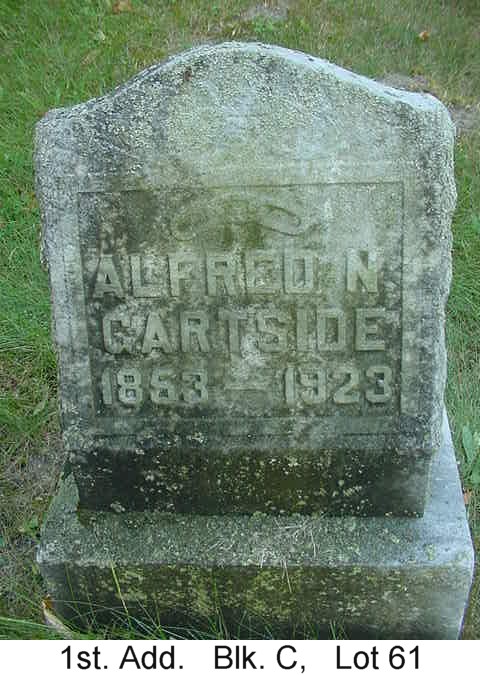 ALFRED N.
GARTSIDE
1853 — 1923
1st. Add. Blk. C, Lot 61